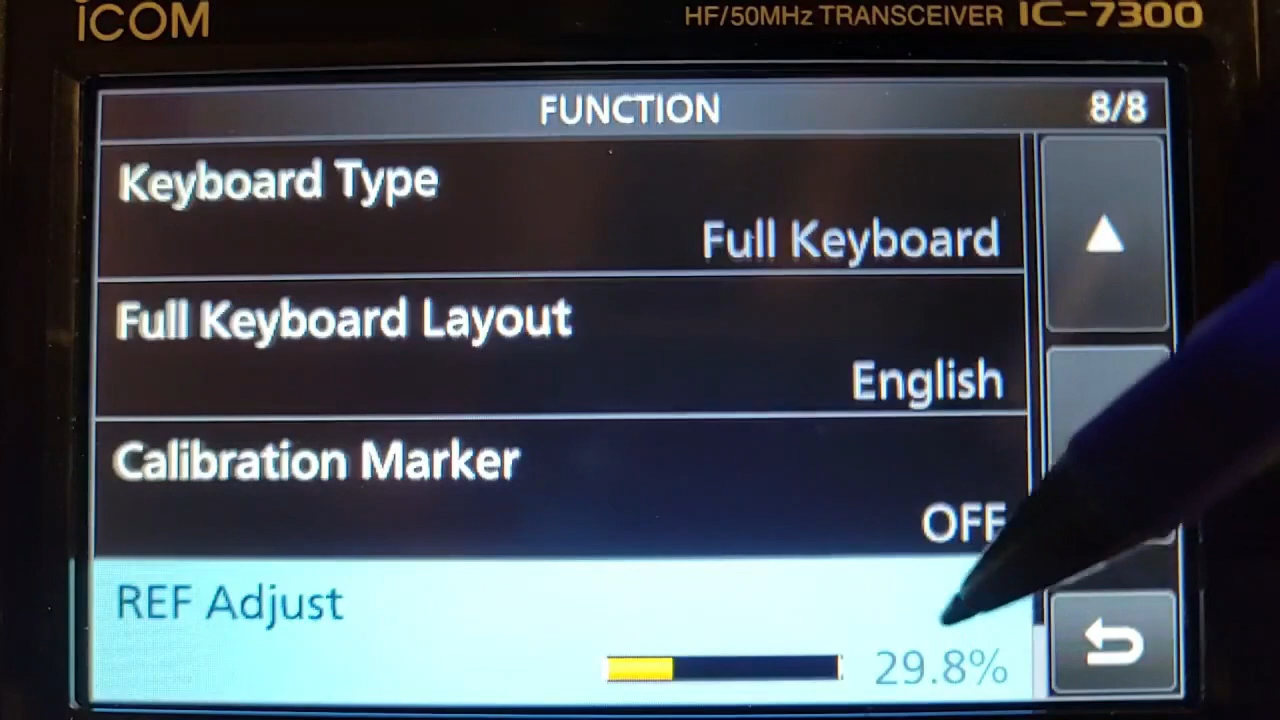 iCOM
HF/50MHz TRANSCEIVER IC-7300
FUNCTION 8/8
Keyboard Type
Full Keyboard
Full Keyboard Layout
English
Calibration Marker
OFF
REF Adjust
29.8%